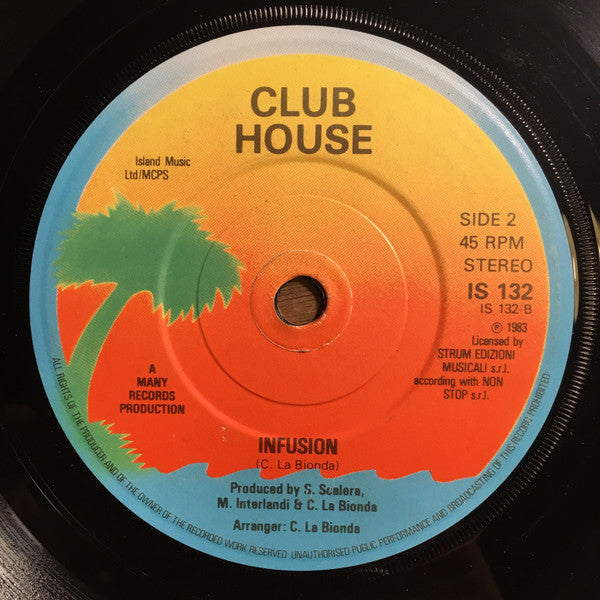 CLUB
HOUSE
Island Music
Ltd/MCPS
SIDE 2
45 RPM
STEREO
IS 132
IS 132-B
℗ 1983
Licensed by
STRUM EDIZIONI
MUSICALI s.r.l.
according with NON
STOP s.r.l.
A
MANY
RECORDS
PRODUCTION
INFUSION
(C. La Bionda)
Produced by S. Scalera,
M. Interlandi & C. La Bionda
Arranger: C. La Bionda
ALL RIGHTS OF THE PRODUCER AND OF THE OWNER OF THE RECORDED WORK RESERVED. UNAUTHORISED PUBLIC PERFORMANCE AND BROADCASTING OF THIS RECORD PROHIBITED